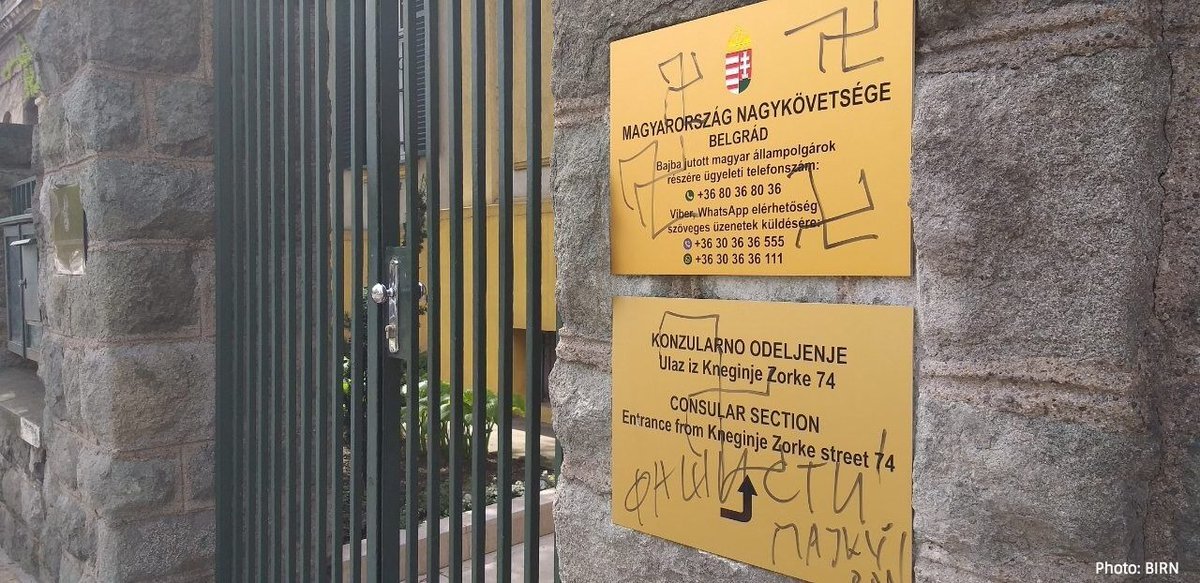 MAGYARORSZÁG NAGYKÖVETSÉGE
BELGRÁD
Bajba jutott magyar állampolgárok
részére ügyeleti telefonszám:
+36 80 36 80 36
Viber, WhatsApp elérhetőség
szöveges üzenetek küldésére:
+36 30 36 36 555
+36 30 36 36 111
KONZULARNO ODELJENJE
Ulaz iz Kneginje Zorke 74
CONSULAR SECTION
Entrance from Kneginje Zorke street 74
МАЈКУ
Photo: BIRN